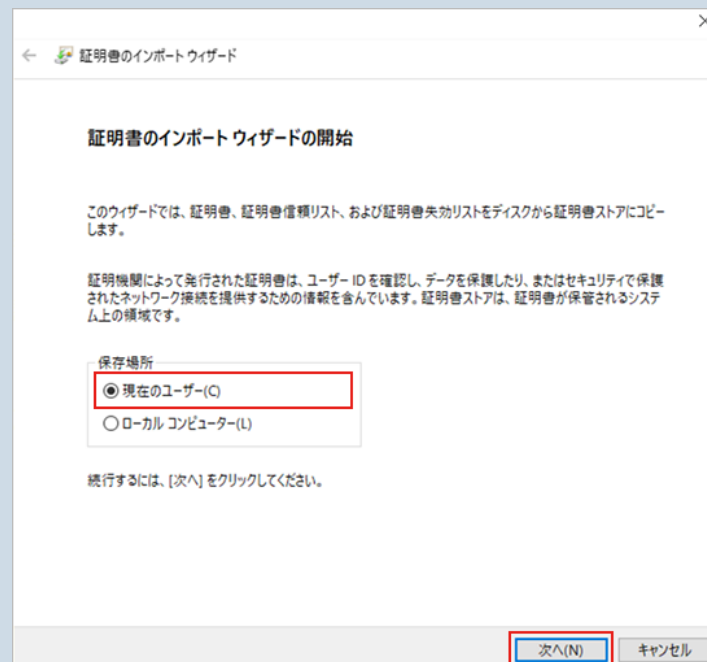 証明書のインポート ウィザード
証明書のインポート ウィザードの開始
このウィザードでは、証明書、証明書信頼リスト、および証明書失効リストをディスクから証明書ストアにコピー
します。
証明機関によって発行された証明書は、ユーザー ID を確認し、データを保護したり、またはセキュリティで保護
されたネットワーク接続を提供するための情報を含んでいます。証明書ストアは、証明書が保管されるシステ
ム上の領域です。
保存場所
現在のユーザー(C)
ローカル コンピューター(L)
続行するには、[次へ] をクリックしてください。
次へ(N)
キャンセル